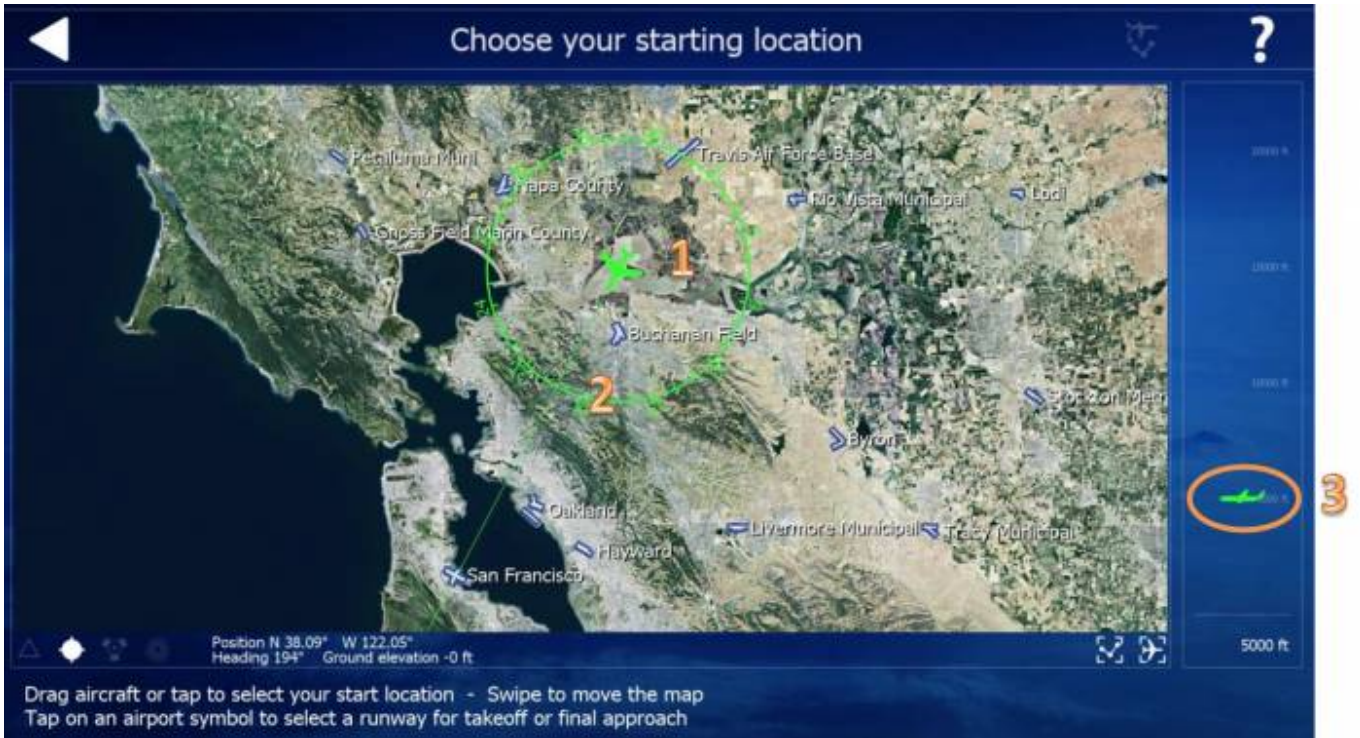 Choose your starting location
?
Travis Air Force Base
Petaluma Muni
Napa County
Rio Vista Municipal
Lodi
Gnoss Field Marin County
1
Buchanan Field
2
Stockton Metr
Byron
3
Oakland
Livermore Municipal
Tracy Municipal
Hayward
San Francisco
10000 ft
Position N 38.09° W 122.05°
Heading 194° Ground elevation -0 ft
5000 ft
Drag aircraft or tap to select your start location - Swipe to move the map
Tap on an airport symbol to select a runway for takeoff or final approach